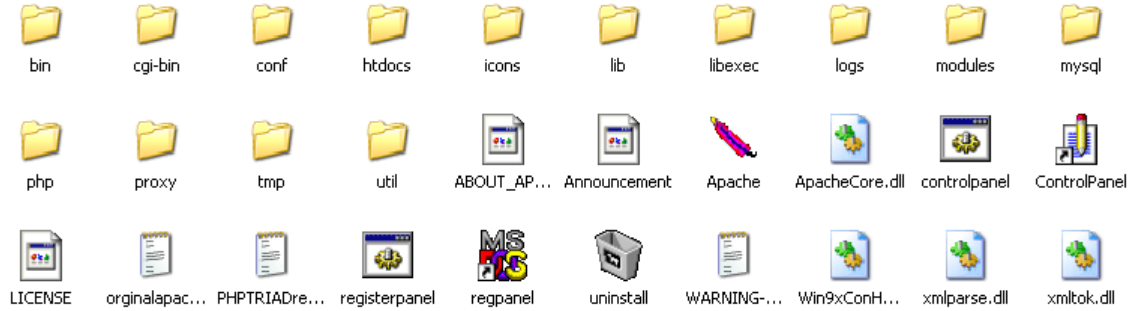 bin cgi-bin conf htdocs icons lib libexec logs modules mysql
php proxy tmp util ABOUT_AP... Announcement Apache ApacheCore.dll controlpanel ControlPanel
MS
LICENSE orginalapac... PHPTRIADre... registerpanel regpanel uninstall WARNING-... Win9xConH... xmlparse.dll xmltok.dll